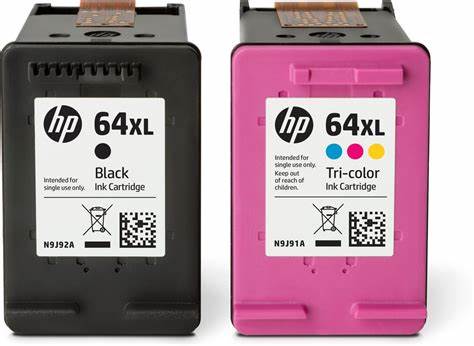 hp 64XL
Black
Ink Cartridge
Intended for
single use only.
N9J92A
hp 64XL
Intended for
single use only.
Keep out
of reach of
children.
Tri-color
Ink Cartridge
N9J91A